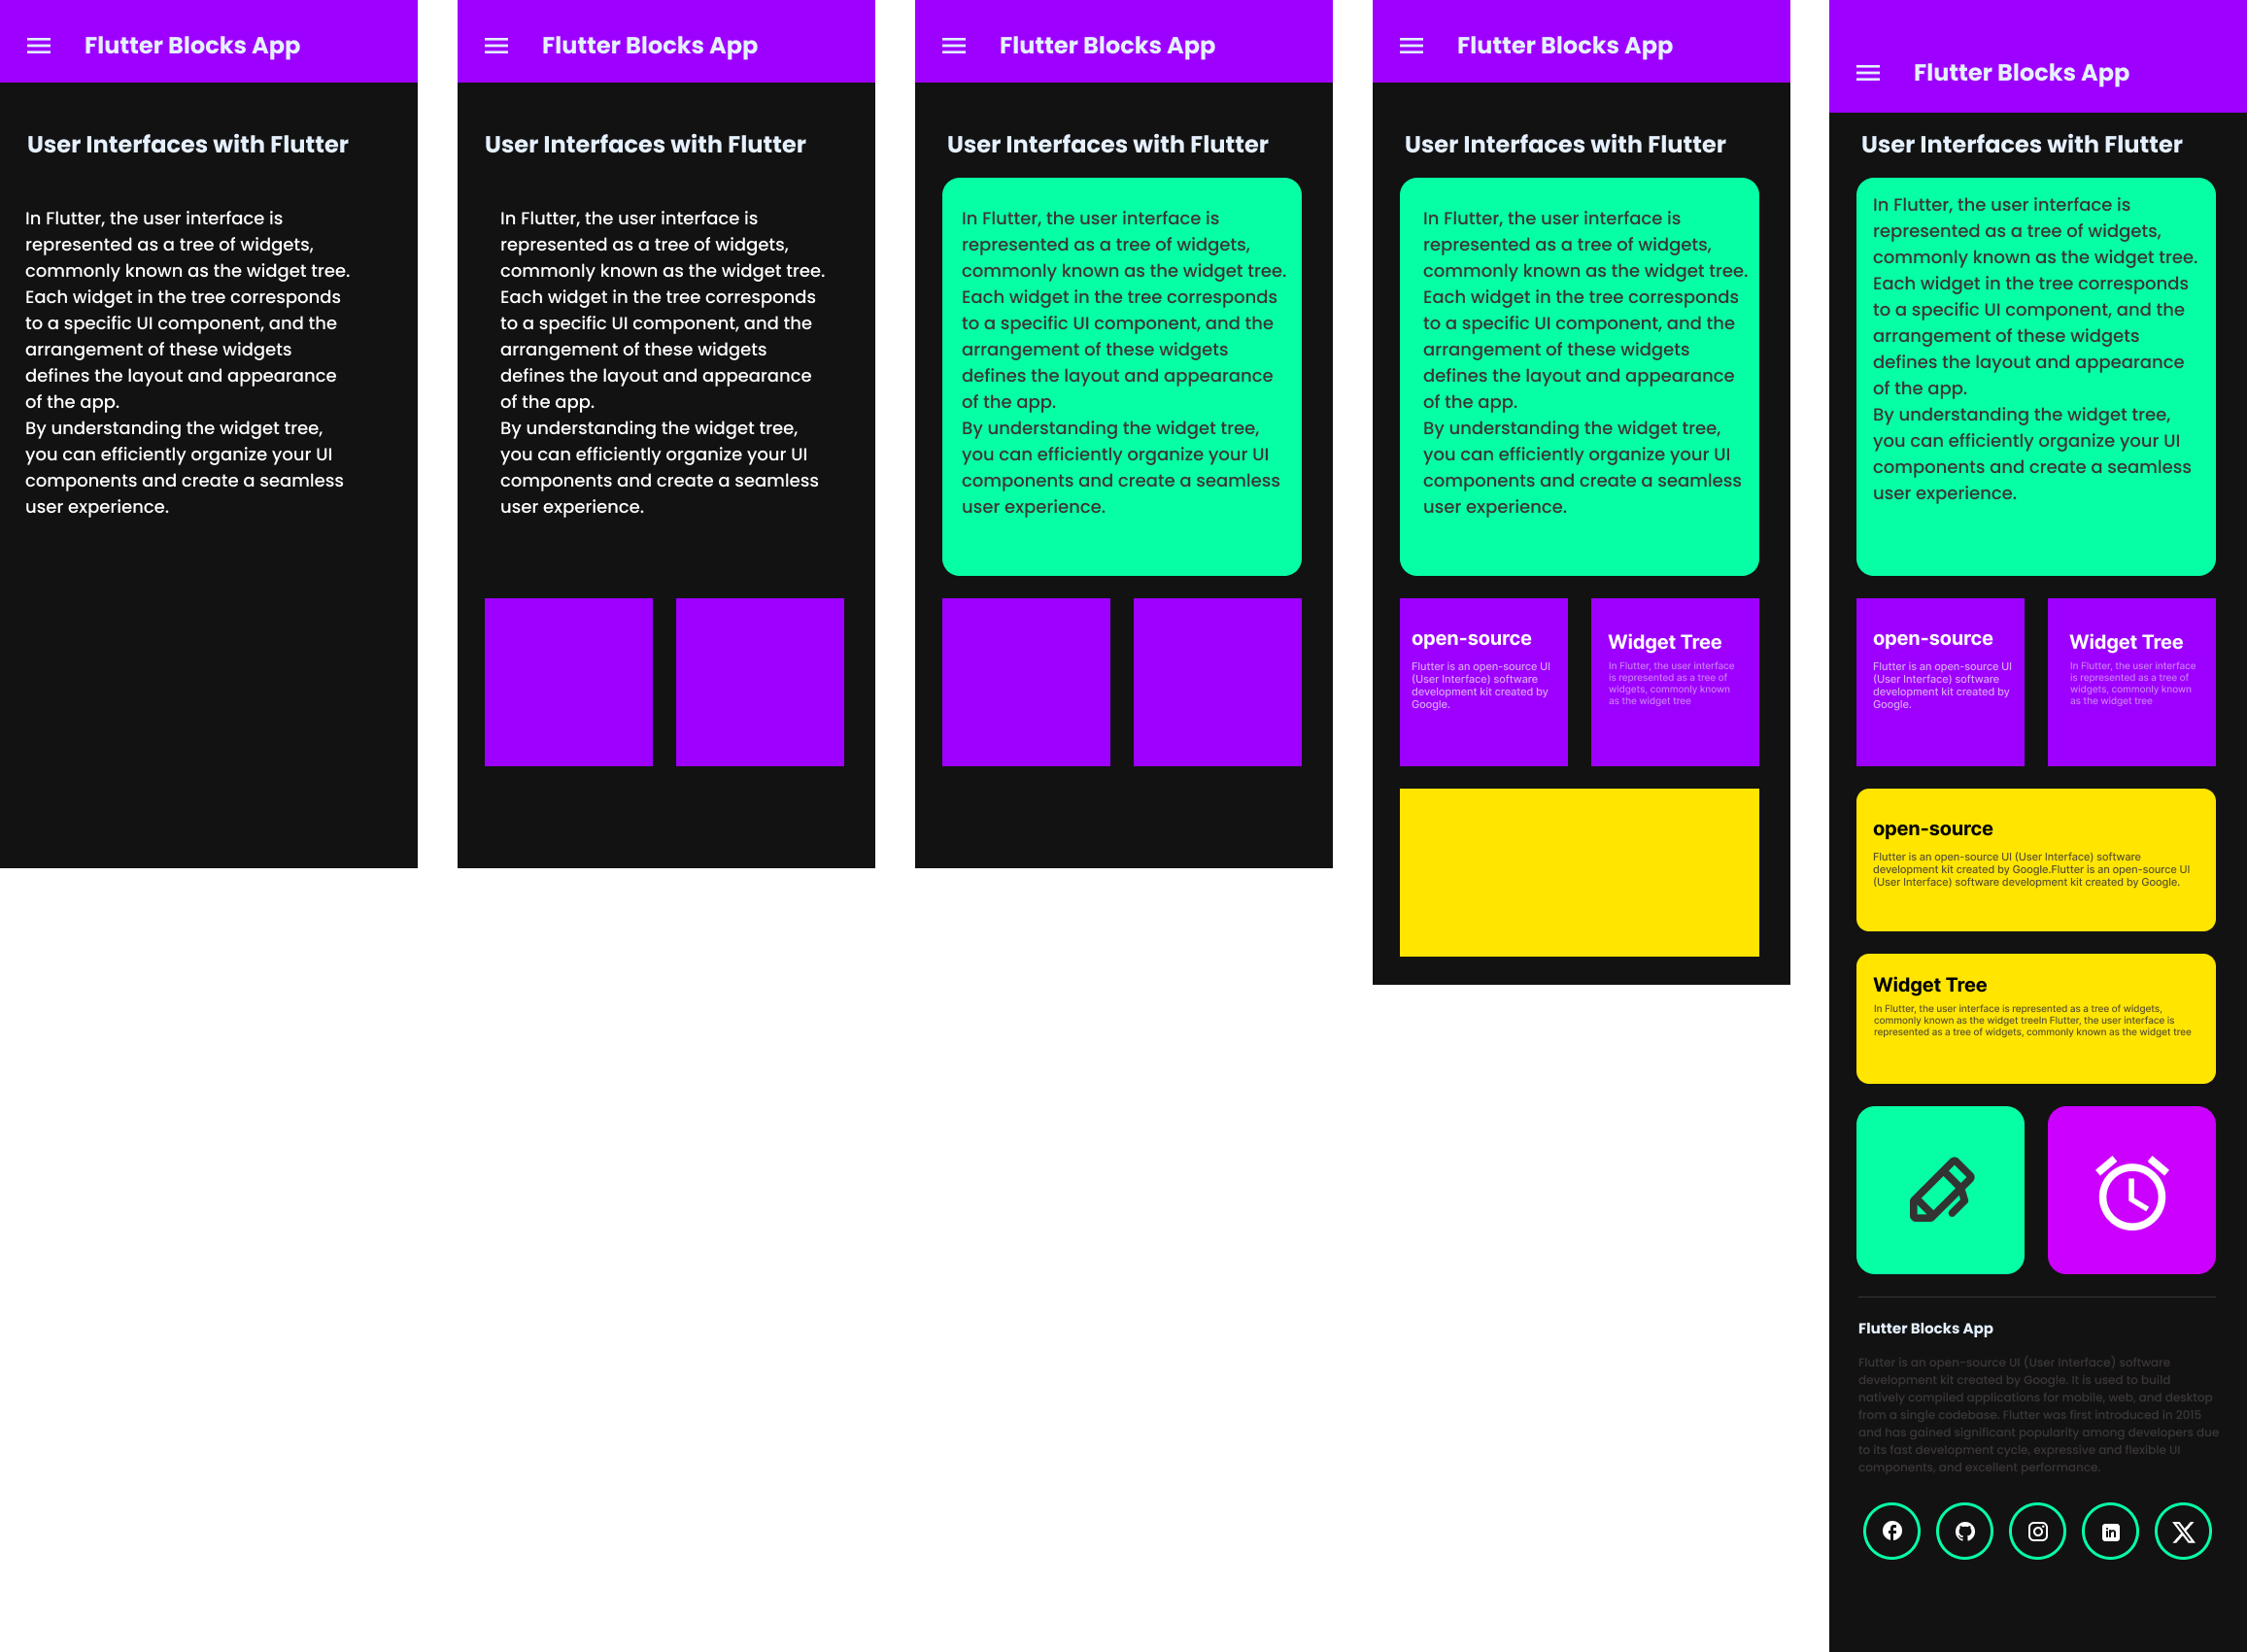 Flutter Blocks App
User Interfaces with Flutter
In Flutter, the user interface is
represented as a tree of widgets,
commonly known as the widget tree.
Each widget in the tree corresponds
to a specific UI component, and the
arrangement of these widgets
defines the layout and appearance
of the app.
By understanding the widget tree,
you can efficiently organize your UI
components and create a seamless
user experience.
Flutter Blocks App
User Interfaces with Flutter
In Flutter, the user interface is
represented as a tree of widgets,
commonly known as the widget tree.
Each widget in the tree corresponds
to a specific UI component, and the
arrangement of these widgets
defines the layout and appearance
of the app.
By understanding the widget tree,
you can efficiently organize your UI
components and create a seamless
user experience.
Flutter Blocks App
User Interfaces with Flutter
In Flutter, the user interface is
represented as a tree of widgets,
commonly known as the widget tree.
Each widget in the tree corresponds
to a specific UI component, and the
arrangement of these widgets
defines the layout and appearance
of the app.
By understanding the widget tree,
you can efficiently organize your UI
components and create a seamless
user experience.
Flutter Blocks App
User Interfaces with Flutter
In Flutter, the user interface is
represented as a tree of widgets,
commonly known as the widget tree.
Each widget in the tree corresponds
to a specific UI component, and the
arrangement of these widgets
defines the layout and appearance
of the app.
By understanding the widget tree,
you can efficiently organize your UI
components and create a seamless
user experience.
open-source
Flutter is an open-source UI
(User Interface) software
development kit created by
Google.
Widget Tree
In Flutter, the user interface
is represented as a tree of
widgets, commonly known
as the widget tree
Flutter Blocks App
User Interfaces with Flutter
In Flutter, the user interface is
represented as a tree of widgets,
commonly known as the widget tree.
Each widget in the tree corresponds
to a specific UI component, and the
arrangement of these widgets
defines the layout and appearance
of the app.
By understanding the widget tree,
you can efficiently organize your UI
components and create a seamless
user experience.
open-source
Flutter is an open-source UI
(User Interface) software
development kit created by
Google.
Widget Tree
In Flutter, the user interface
is represented as a tree of
widgets, commonly known
as the widget tree
open-source
Flutter is an open-source UI (User Interface) software
development kit created by Google.Flutter is an open-source UI
(User Interface) software development kit created by Google.
Widget Tree
In Flutter, the user interface is represented as a tree of widgets,
commonly known as the widget treeIn Flutter, the user interface is
represented as a tree of widgets, commonly known as the widget tree
Flutter Blocks App
Flutter is an open-source UI (User Interface) software
development kit created by Google. It is used to build
natively compiled applications for mobile, web, and desktop
from a single codebase. Flutter was first introduced in 2015
and has gained significant popularity among developers due
to its fast development cycle, expressive and flexible UI
components, and excellent performance.